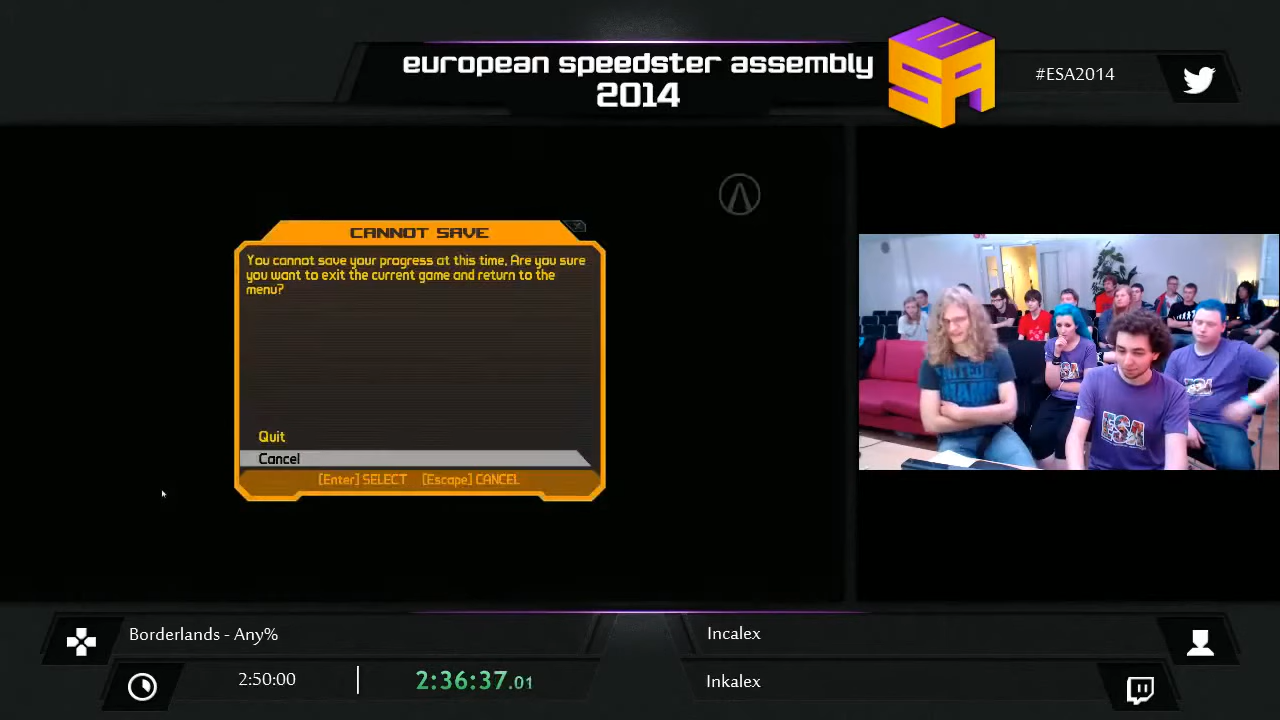 european speedster assembly
2014
ESA
#ESA2014
CANNOT SAVE
You cannot save your progress at this time. Are you sure
you want to exit the current game and return to the
menu?
Quit
Cancel
[Enter] SELECT [Escape] CANCEL
ESA
Borderlands - Any%
Incalex
2:50:00
2:36:37.01
Inkalex